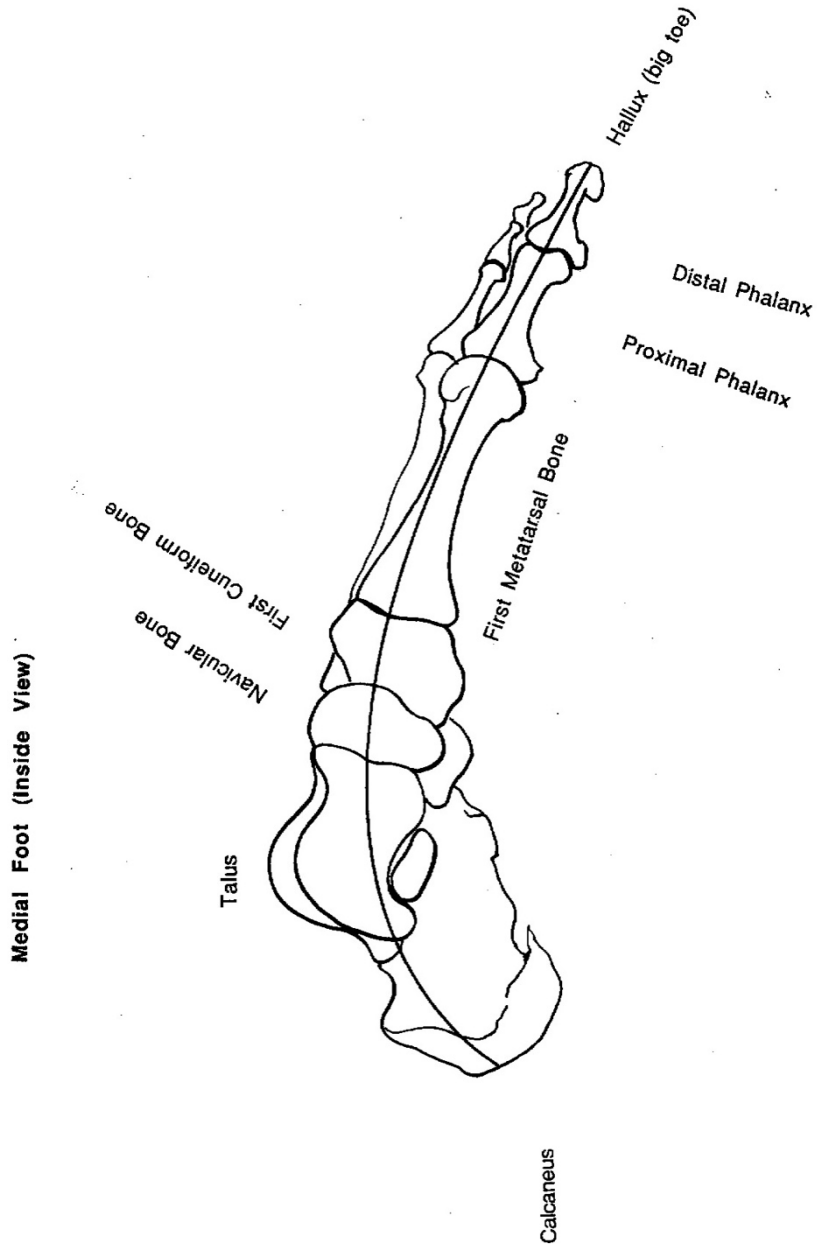 Medial Foot (Inside View)
Hallux (big toe)
Distal Phalanx
Proximal Phalanx
First Metatarsal Bone
First Cuneiform Bone
Navicular Bone
Talus
Calcaneus